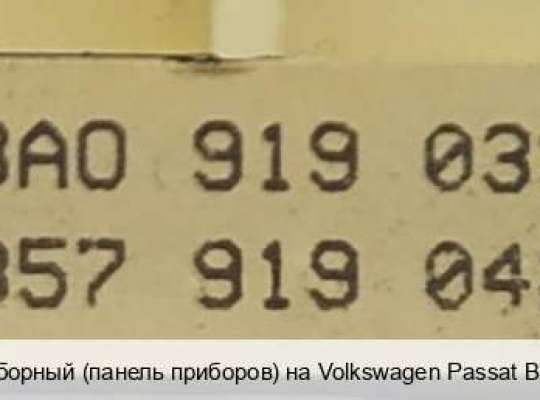 3A0 919 03
357 919 04
борный (панель приборов) на Volkswagen Passat B